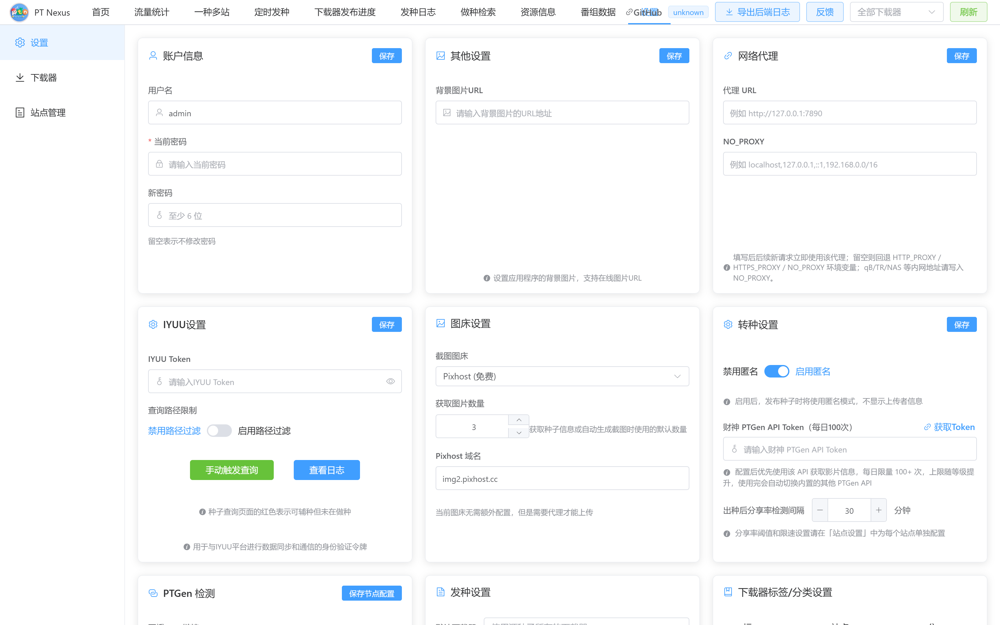 PT Nexus
首页
流量统计
一种多站
定时发种
下载器发布进度
发种日志
做种检索
资源信息
番组数据
设置
GitHub
unknown
导出后端日志
反馈
全部下载器
刷新
设置
下载器
站点管理
账户信息
保存
用户名
admin
* 当前密码
请输入当前密码
新密码
至少 6 位
留空表示不修改密码
其他设置
保存
背景图片URL
请输入背景图片的URL地址
设置应用程序的背景图片，支持在线图片URL
网络代理
保存
代理 URL
例如 http://127.0.0.1:7890
NO_PROXY
例如 localhost,127.0.0.1,::1,192.168.0.0/16
填写后后续新请求立即使用该代理；留空则回退 HTTP_PROXY /
HTTPS_PROXY / NO_PROXY 环境变量；qB/TR/NAS 等内网地址请写入
NO_PROXY。
IYUU设置
保存
IYUU Token
请输入IYUU Token
查询路径限制
禁用路径过滤
启用路径过滤
手动触发查询
查看日志
种子查询页面的红色表示可辅种但未在做种
用于与IYUU平台进行数据同步和通信的身份验证令牌
图床设置
截图图床
Pixhost (免费)
获取图片数量
3
获取种子信息或自动生成截图时使用的默认数量
Pixhost 域名
img2.pixhost.cc
当前图床无需额外配置，但是需要代理才能上传
转种设置
保存
禁用匿名
启用匿名
启用后，发布种子时将使用匿名模式，不显示上传者信息
财神 PTGen API Token（每日100次）
获取Token
请输入财神 PTGen API Token
配置后优先使用该 API 获取影片信息，每日限量 100+ 次，上限随等级提
升，使用完会自动切换内置的其他 PTGen API
出种后分享率检测间隔
30
分钟
分享率阈值和限速设置请在「站点设置」中为每个站点单独配置
PTGen 检测
保存节点配置
发种设置
下载器标签/分类设置